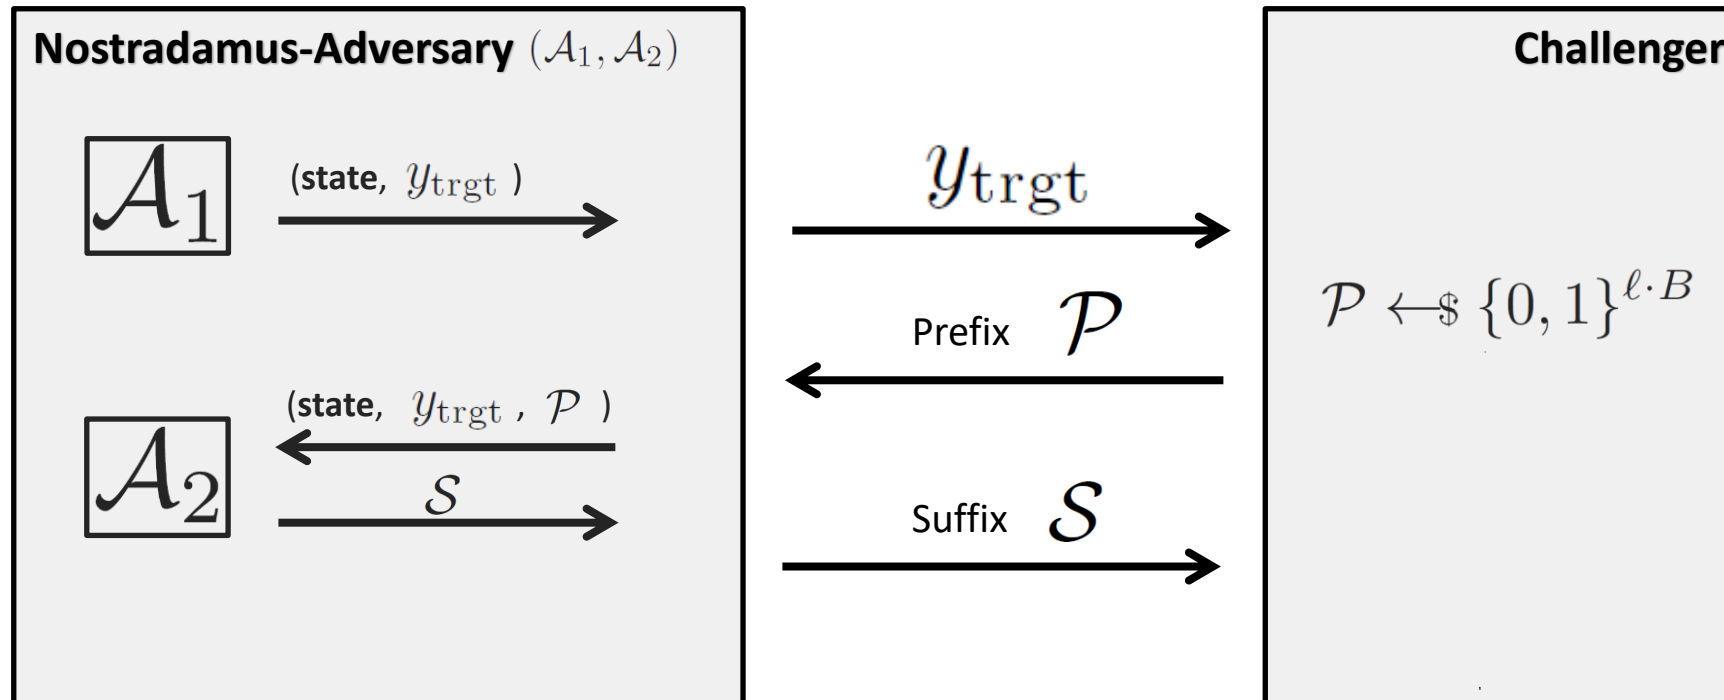 Nostradamus-Adversary (𝒜₁, 𝒜₂)
𝒜₁
(state, y_trgt )
𝒜₂
(state, y_trgt , 𝒫 )
𝒮
y_trgt
Prefix 𝒫
Suffix 𝒮
Challenger
𝒫 ←$ {0, 1}^{ℓ·B}